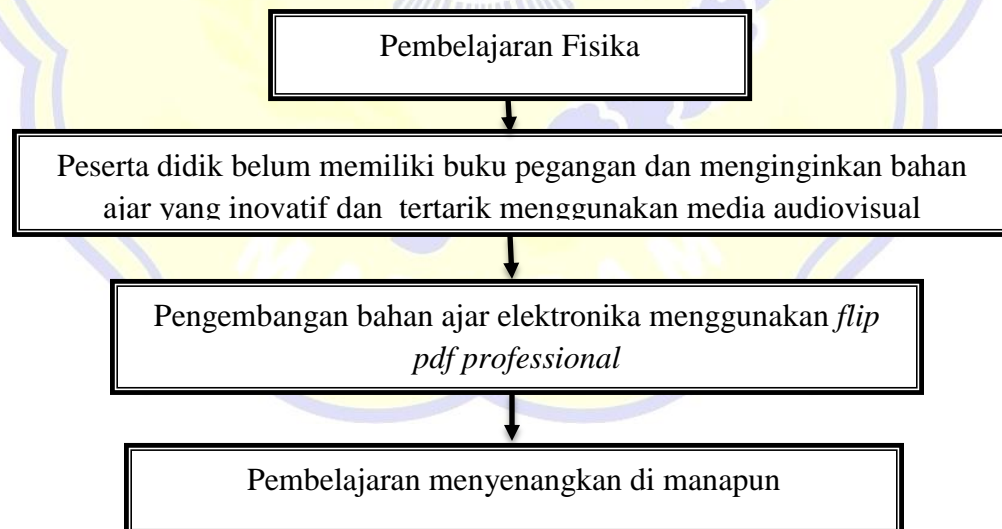 Pembelajaran Fisika
Peserta didik belum memiliki buku pegangan dan menginginkan bahan
ajar yang inovatif dan tertarik menggunakan media audiovisual
Pengembangan bahan ajar elektronika menggunakan flip
pdf professional
Pembelajaran menyenangkan di manapun